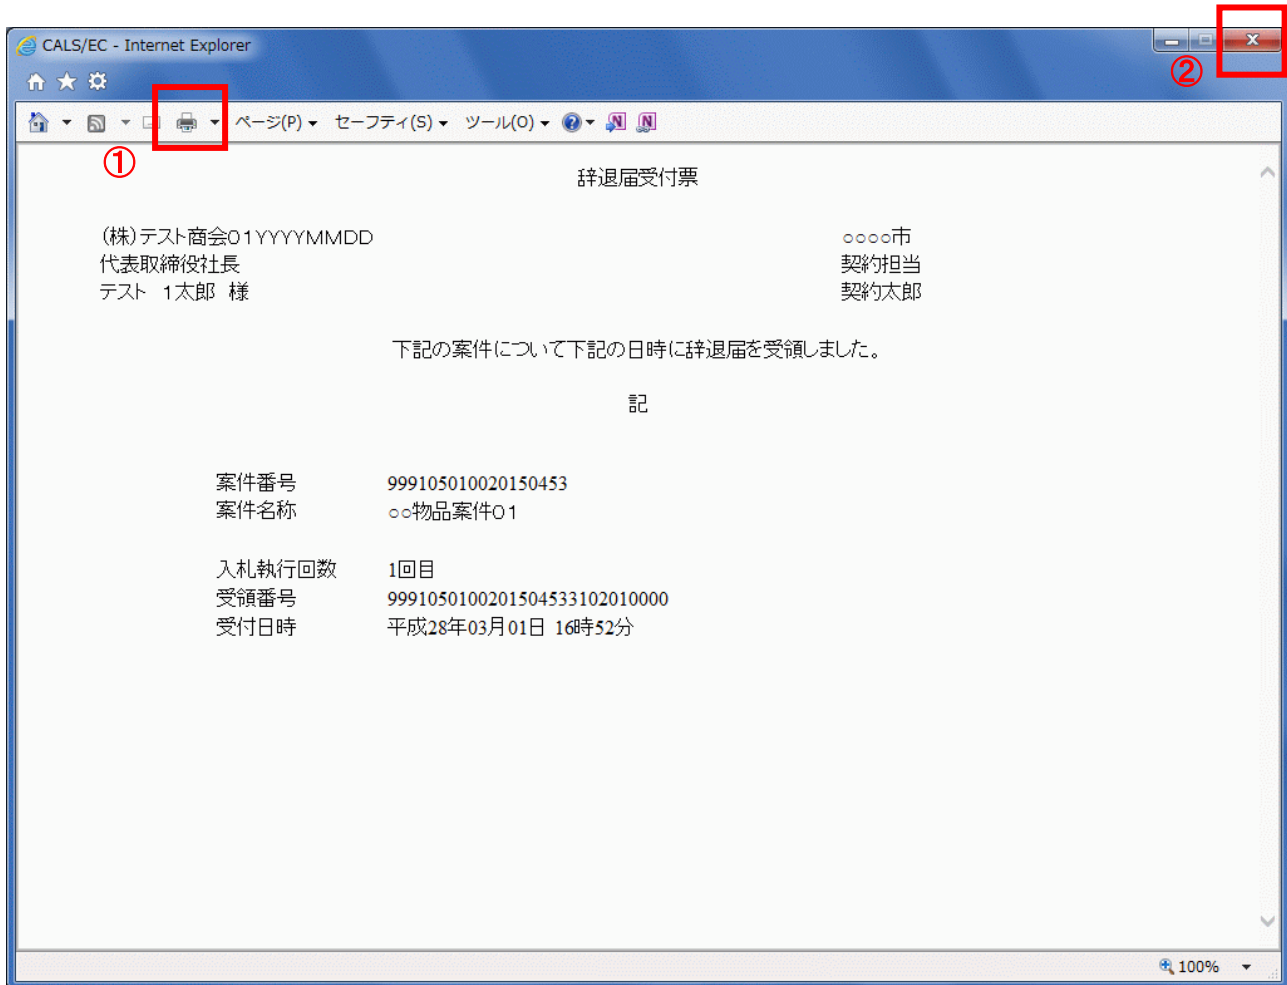 CALS/EC - Internet Explorer
②
ページ(P) セーフティ(S) ツール(O)
①
辞退届受付票
(株)テスト商会01YYYYMMDD
○○○○市
代表取締役社長
契約担当
テスト 1太郎 様
契約太郎
下記の案件について下記の日時に辞退届を受領しました。
記
案件番号 999105010020150453
案件名称 ○○物品案件01
入札執行回数 1回目
受領番号 9991050100201504533102010000
受付日時 平成28年03月01日 16時52分
100%